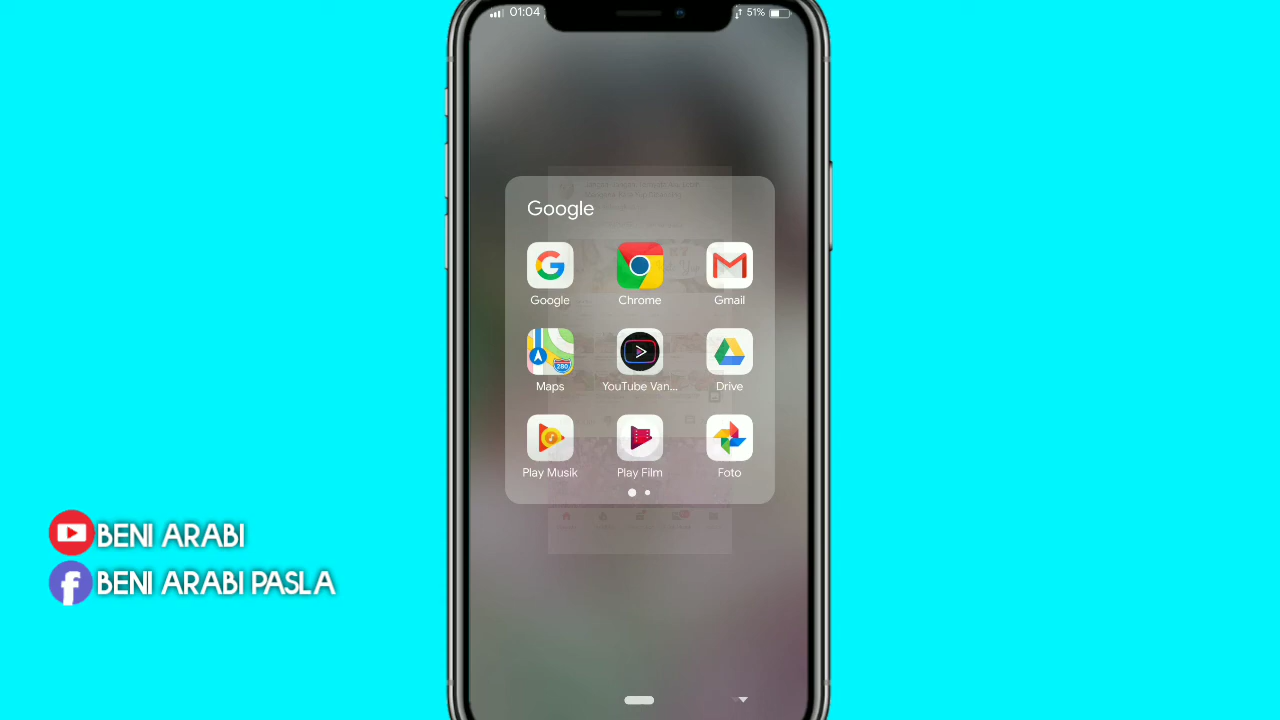 01:04
51%
Google
Google
Chrome
Gmail
280
Maps
YouTube Van...
Drive
Play Musik
Play Film
Foto
BENI ARABI
BENI ARABI PASLA